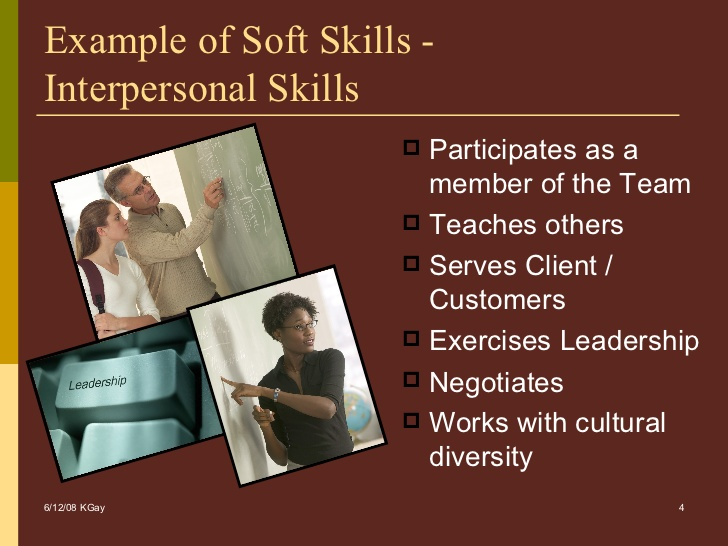 Example of Soft Skills -
Interpersonal Skills
Participates as a
member of the Team
Teaches others
Serves Client /
Customers
Exercises Leadership
Negotiates
Works with cultural
diversity
Leadership
6/12/08 KGay
4